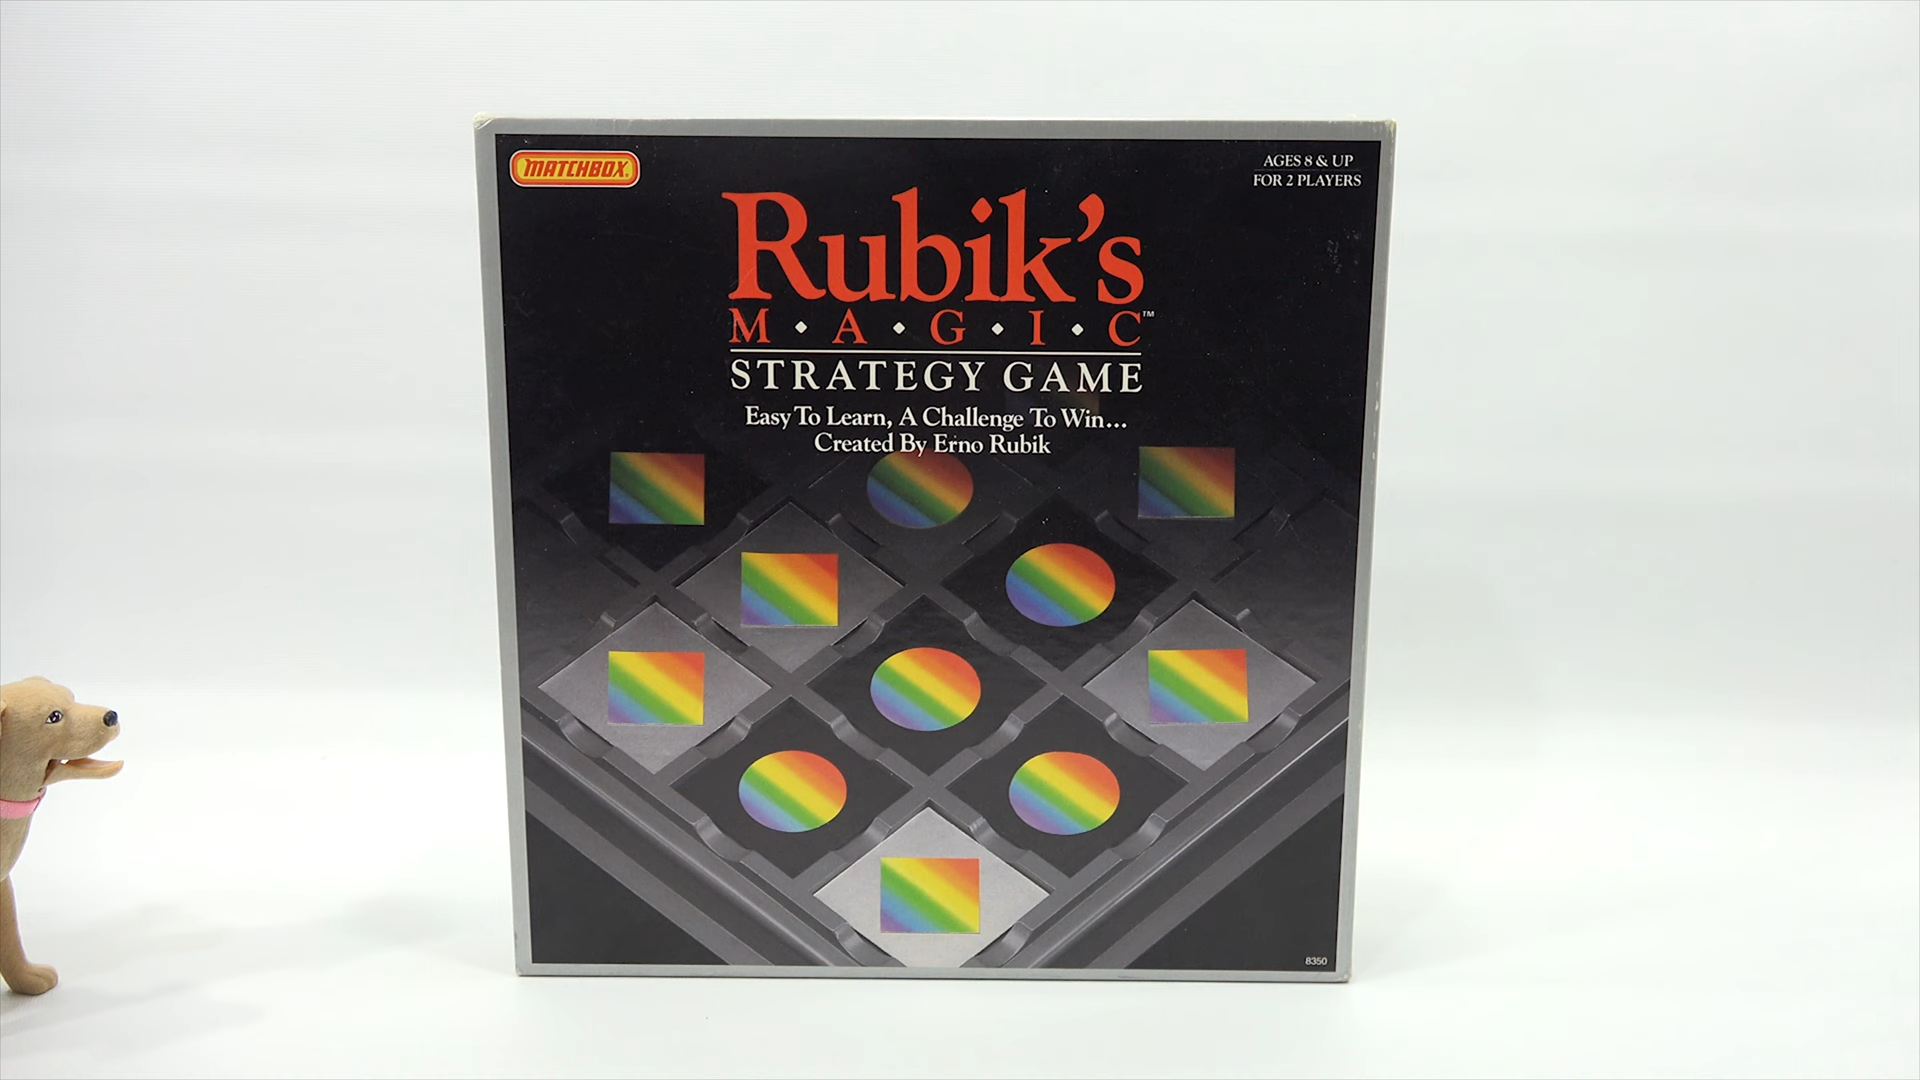 MATCHBOX
AGES 8 & UP
FOR 2 PLAYERS
Rubik's
M•A•G•I•C™
STRATEGY GAME
Easy To Learn, A Challenge To Win...
Created By Erno Rubik
8350